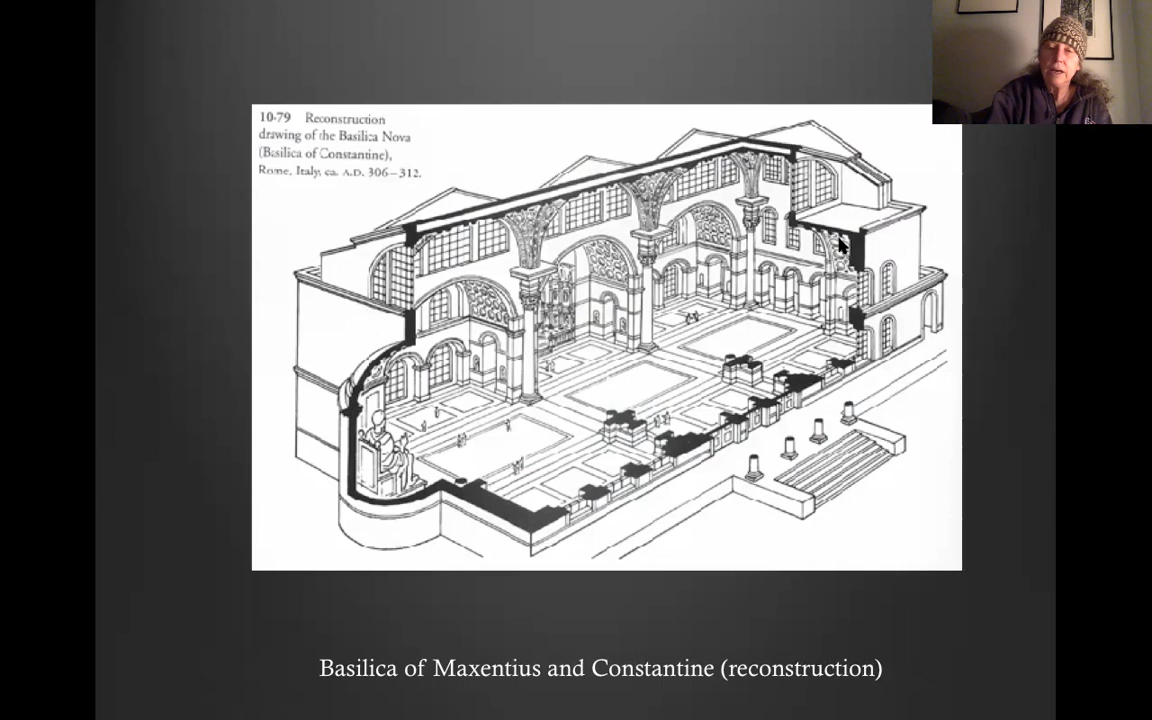 10-79 Reconstruction
drawing of the Basilica Nova
(Basilica of Constantine),
Rome, Italy, ca. A.D. 306–312.
Basilica of Maxentius and Constantine (reconstruction)